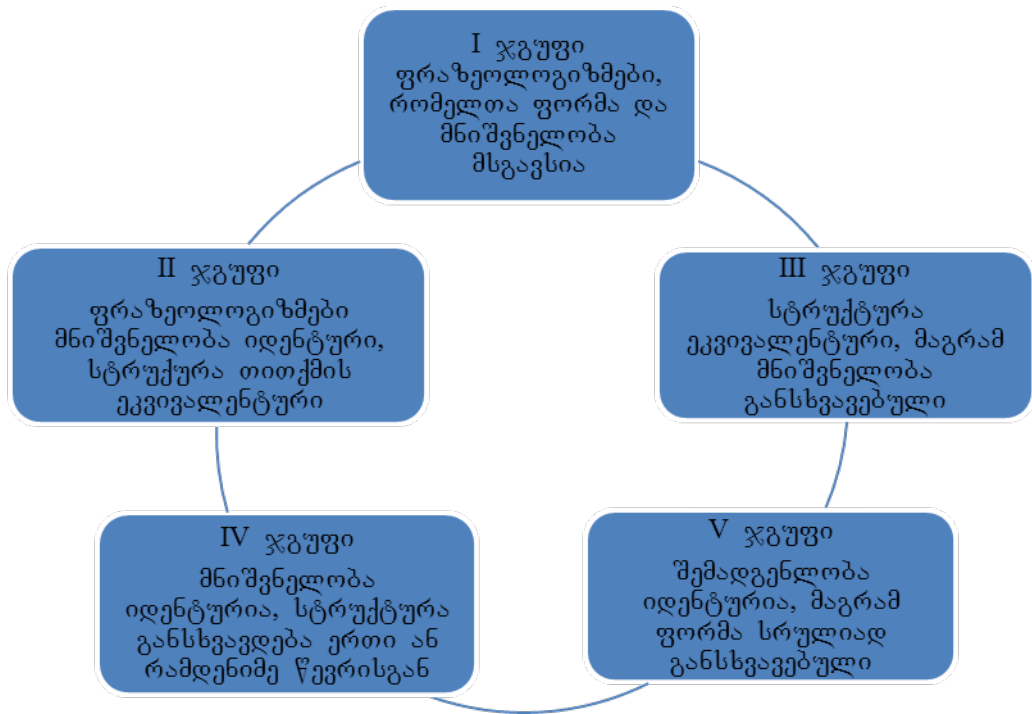 I ჯგუფი
ფრაზეოლოგიზმები,
რომელთა ფორმა და
მნიშვნელობა
მსგავსია
II ჯგუფი
ფრაზეოლოგიზმები
მნიშვნელობა იდენტური,
სტრუქურა თითქმის
ეკვივალენტური
III ჯგუფი
სტრუქტურა
ეკვივალენტური, მაგრამ
მნიშვნელობა
განსხვავებული
IV ჯგუფი
მნიშვნელობა
იდენტურია, სტრუქტურა
განსხვავდება ერთი ან
რამდენიმე წევრისგან
V ჯგუფი
შემადგენლობა
იდენტურია, მაგრამ
ფორმა სრულიად
განსხვავებული